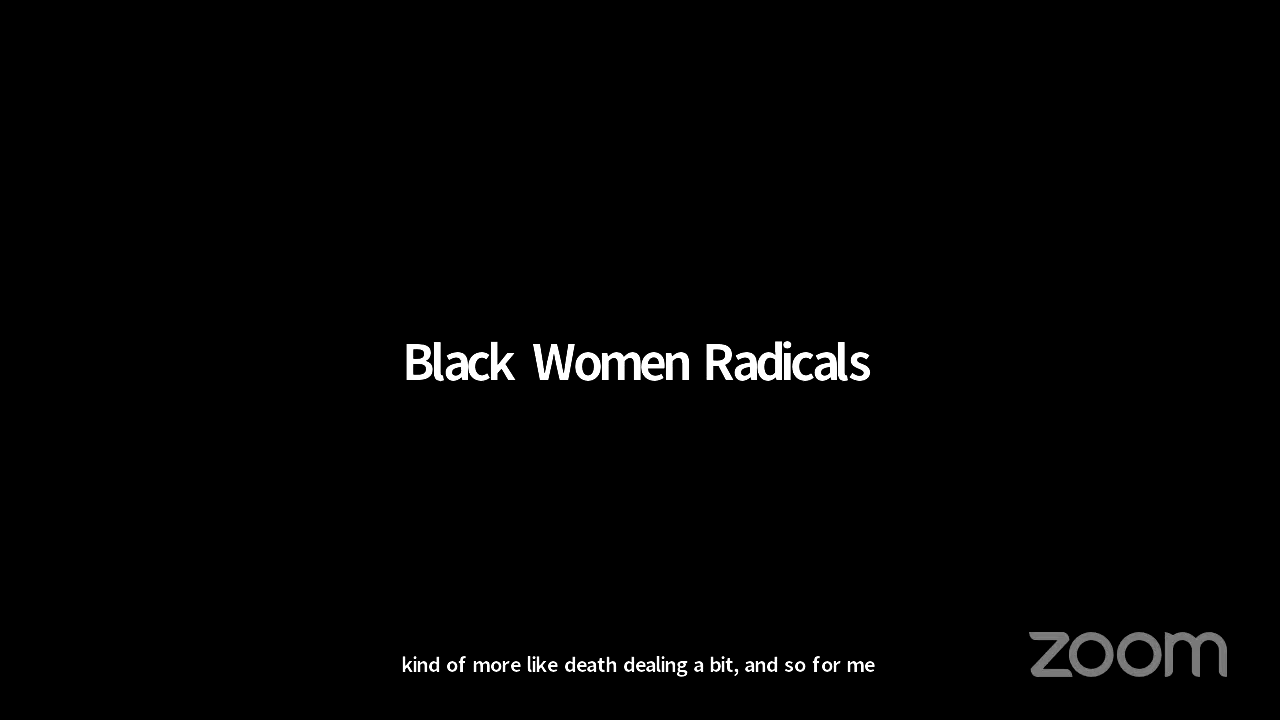 Black Women Radicals
kind of more like death dealing a bit, and so for me
zoom